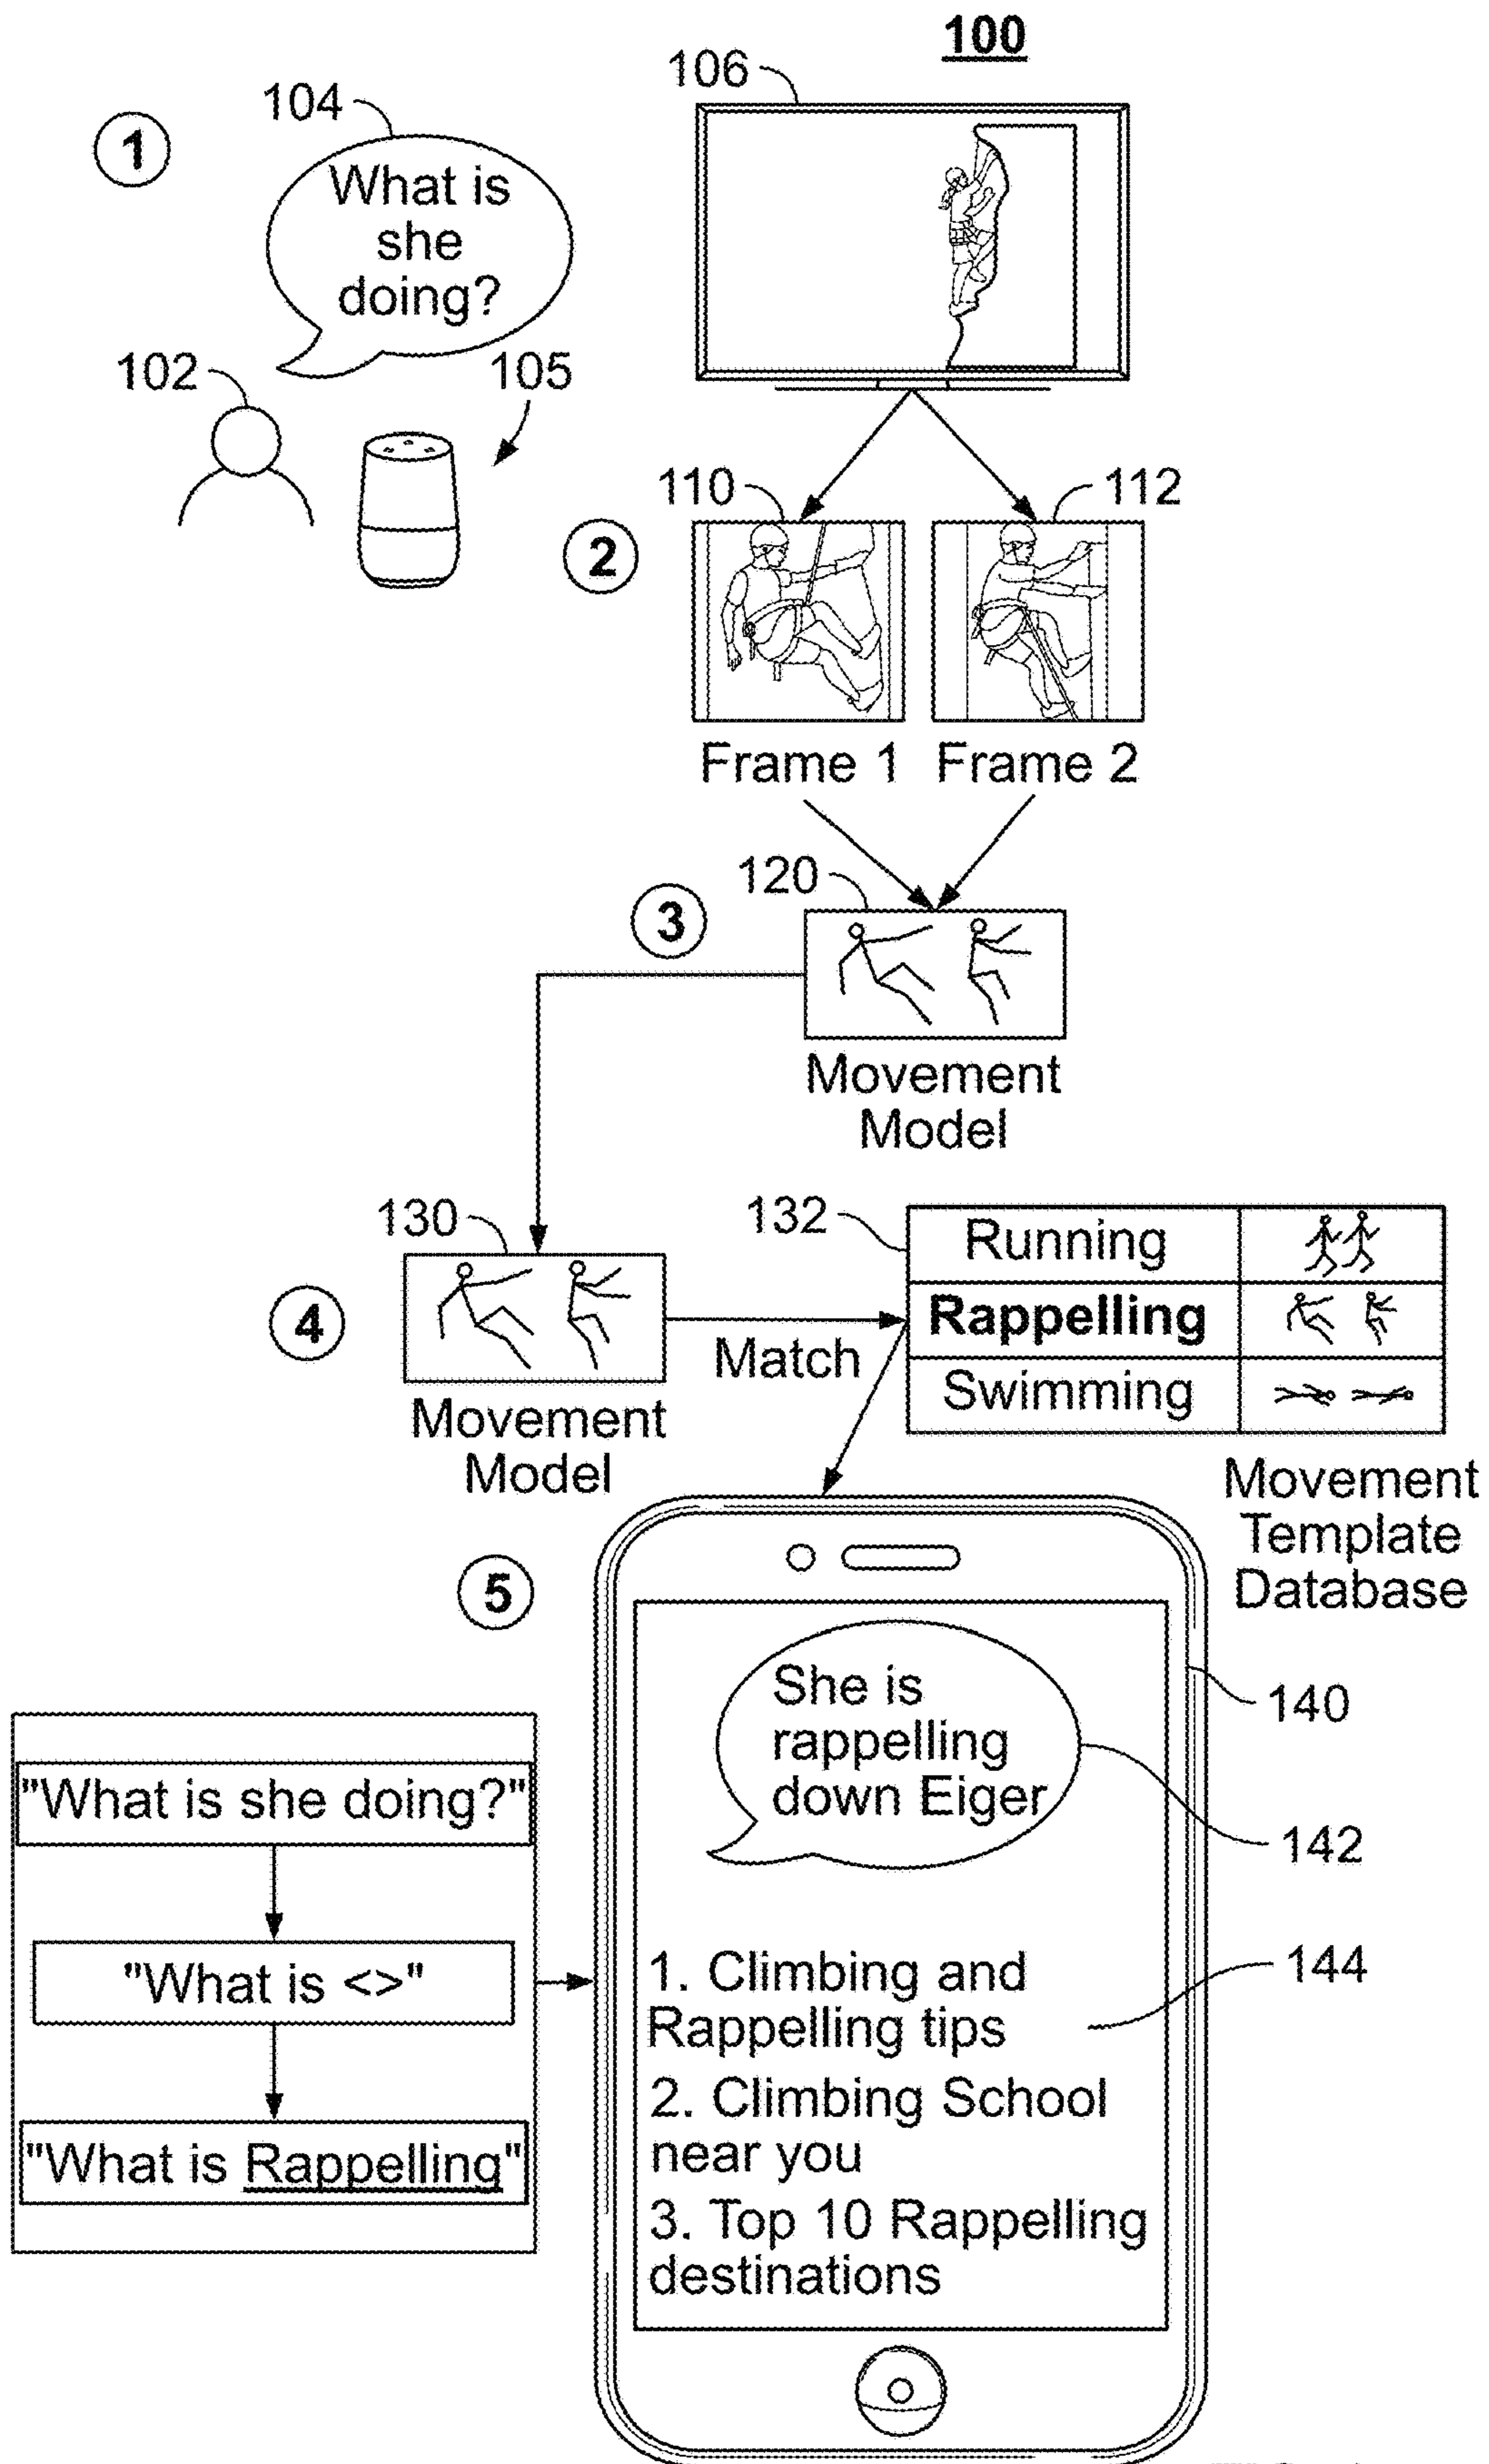 100
106
104
1
What is
she
doing?
102
105
110
112
2
Frame 1
Frame 2
120
3
Movement
Model
130
132
Running
Rappelling
Swimming
4
Match
Movement
Model
Movement
Template
Database
5
She is
rappelling
down Eiger
140
142
"What is she doing?"
"What is <>"
"What is Rappelling"
1. Climbing and
Rappelling tips
144
2. Climbing School
near you
3. Top 10 Rappelling
destinations